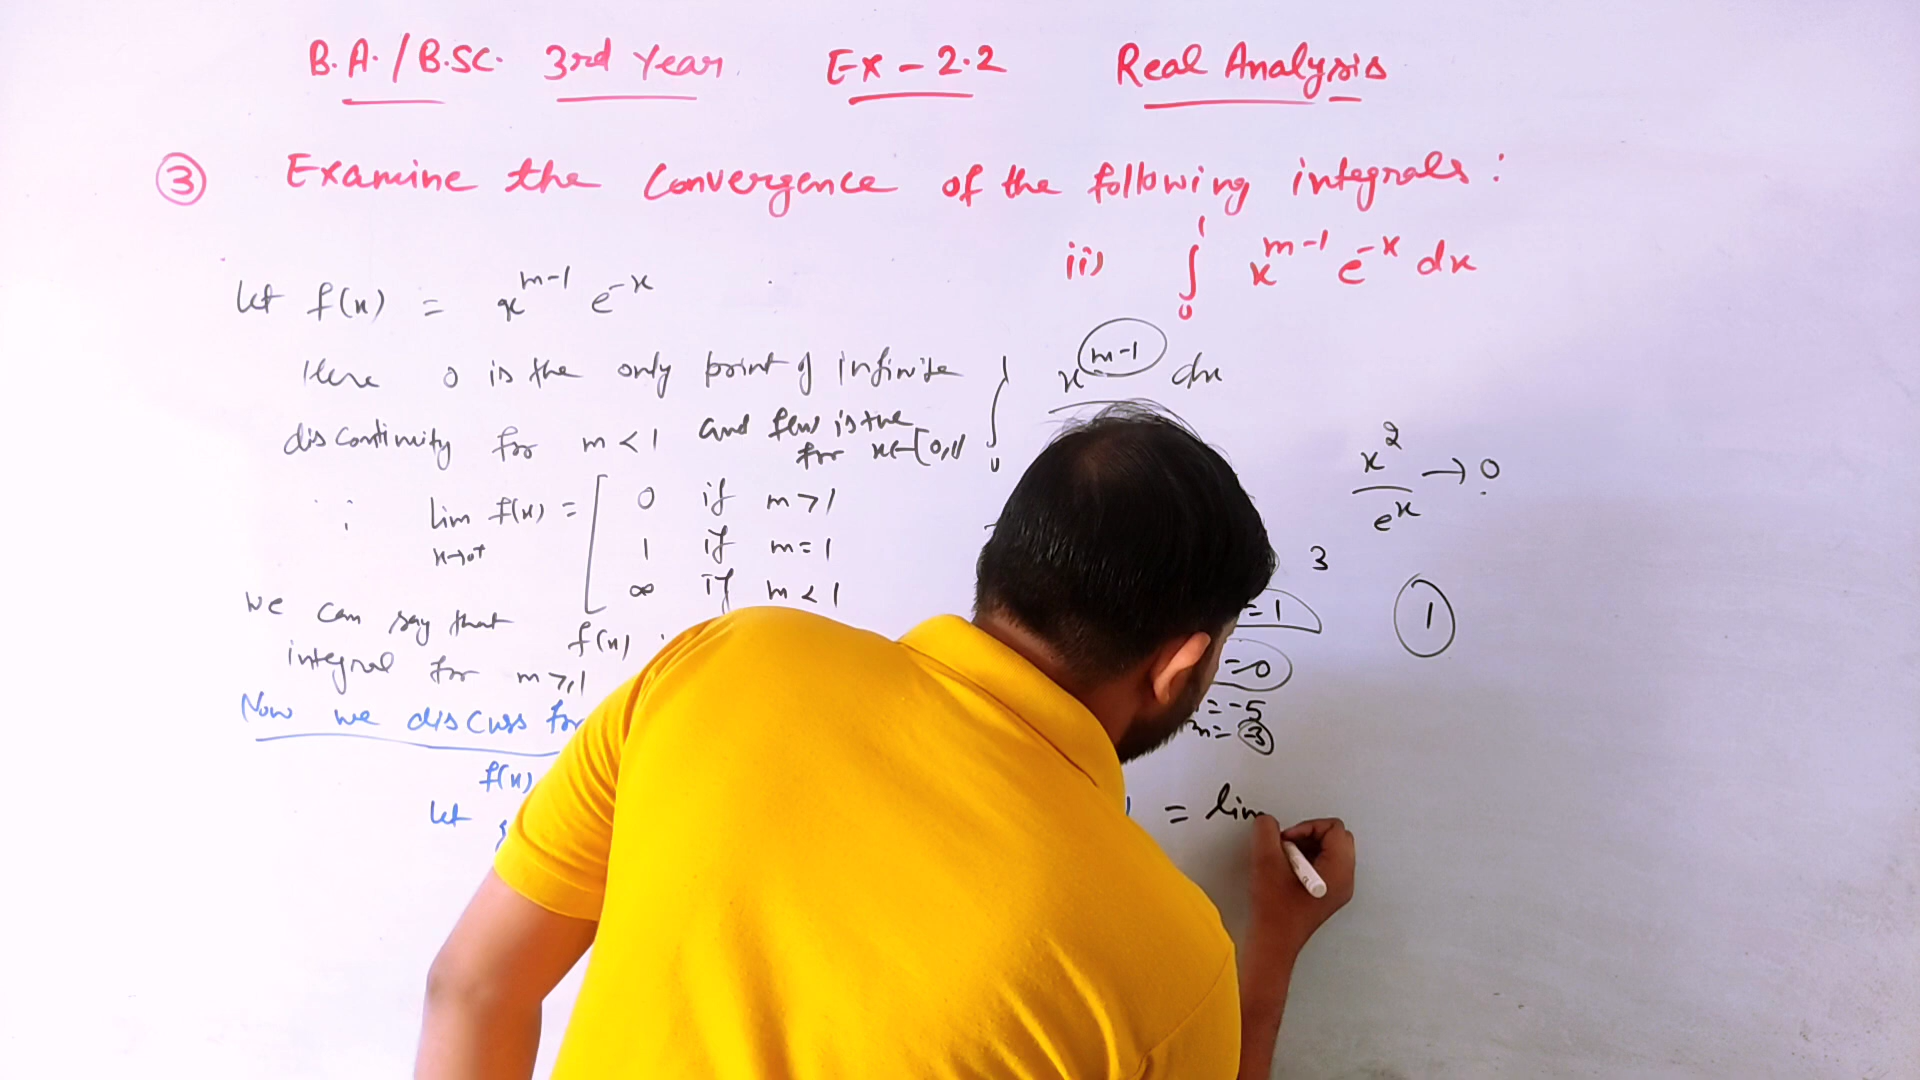 B.A./B.SC. 3rd Year Ex-2.2 Real Analysis
③ Examine the Convergence of the following integrals:
ii) ∫₀¹ x^{m-1} e^{-x} dx
Let f(x) = x^{m-1} e^{-x}
Here 0 is the only point of infinite
discontinuity for m < 1 and f(x) is +ve
for x∈[0,1]
∫₀¹ x^{m-1} dx
x²/e^x → 0
∵ lim x→0⁺ f(x) = [ 0 if m > 1
1 if m = 1
∞ if m < 1
3
= 1
1
= 0
= -5
m = -3
We can say that f(x)
integral for m ≥ 1
Now we discuss for
f(x)
Let
= lim